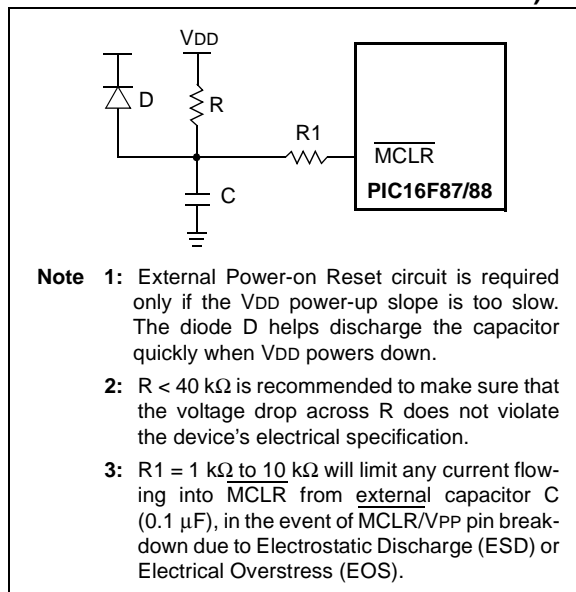 VDD
D
R
R1
MCLR
PIC16F87/88
C
Note 1: External Power-on Reset circuit is required
only if the VDD power-up slope is too slow.
The diode D helps discharge the capacitor
quickly when VDD powers down.
2: R < 40 kΩ is recommended to make sure that
the voltage drop across R does not violate
the device's electrical specification.
3: R1 = 1 kΩ to 10 kΩ will limit any current flow-
ing into MCLR from external capacitor C
(0.1 μF), in the event of MCLR/VPP pin break-
down due to Electrostatic Discharge (ESD) or
Electrical Overstress (EOS).